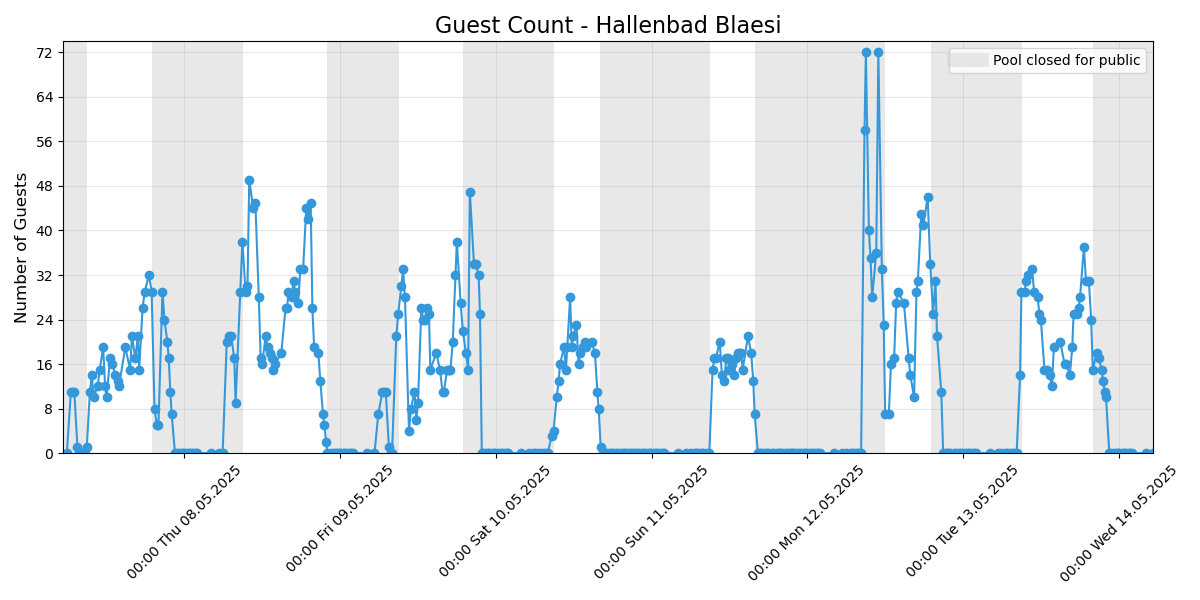 Guest Count - Hallenbad Blaesi
Pool closed for public
Number of Guests
72
64
56
48
40
32
24
16
8
0
00:00 Thu 08.05.2025
00:00 Fri 09.05.2025
00:00 Sat 10.05.2025
00:00 Sun 11.05.2025
00:00 Mon 12.05.2025
00:00 Tue 13.05.2025
00:00 Wed 14.05.2025